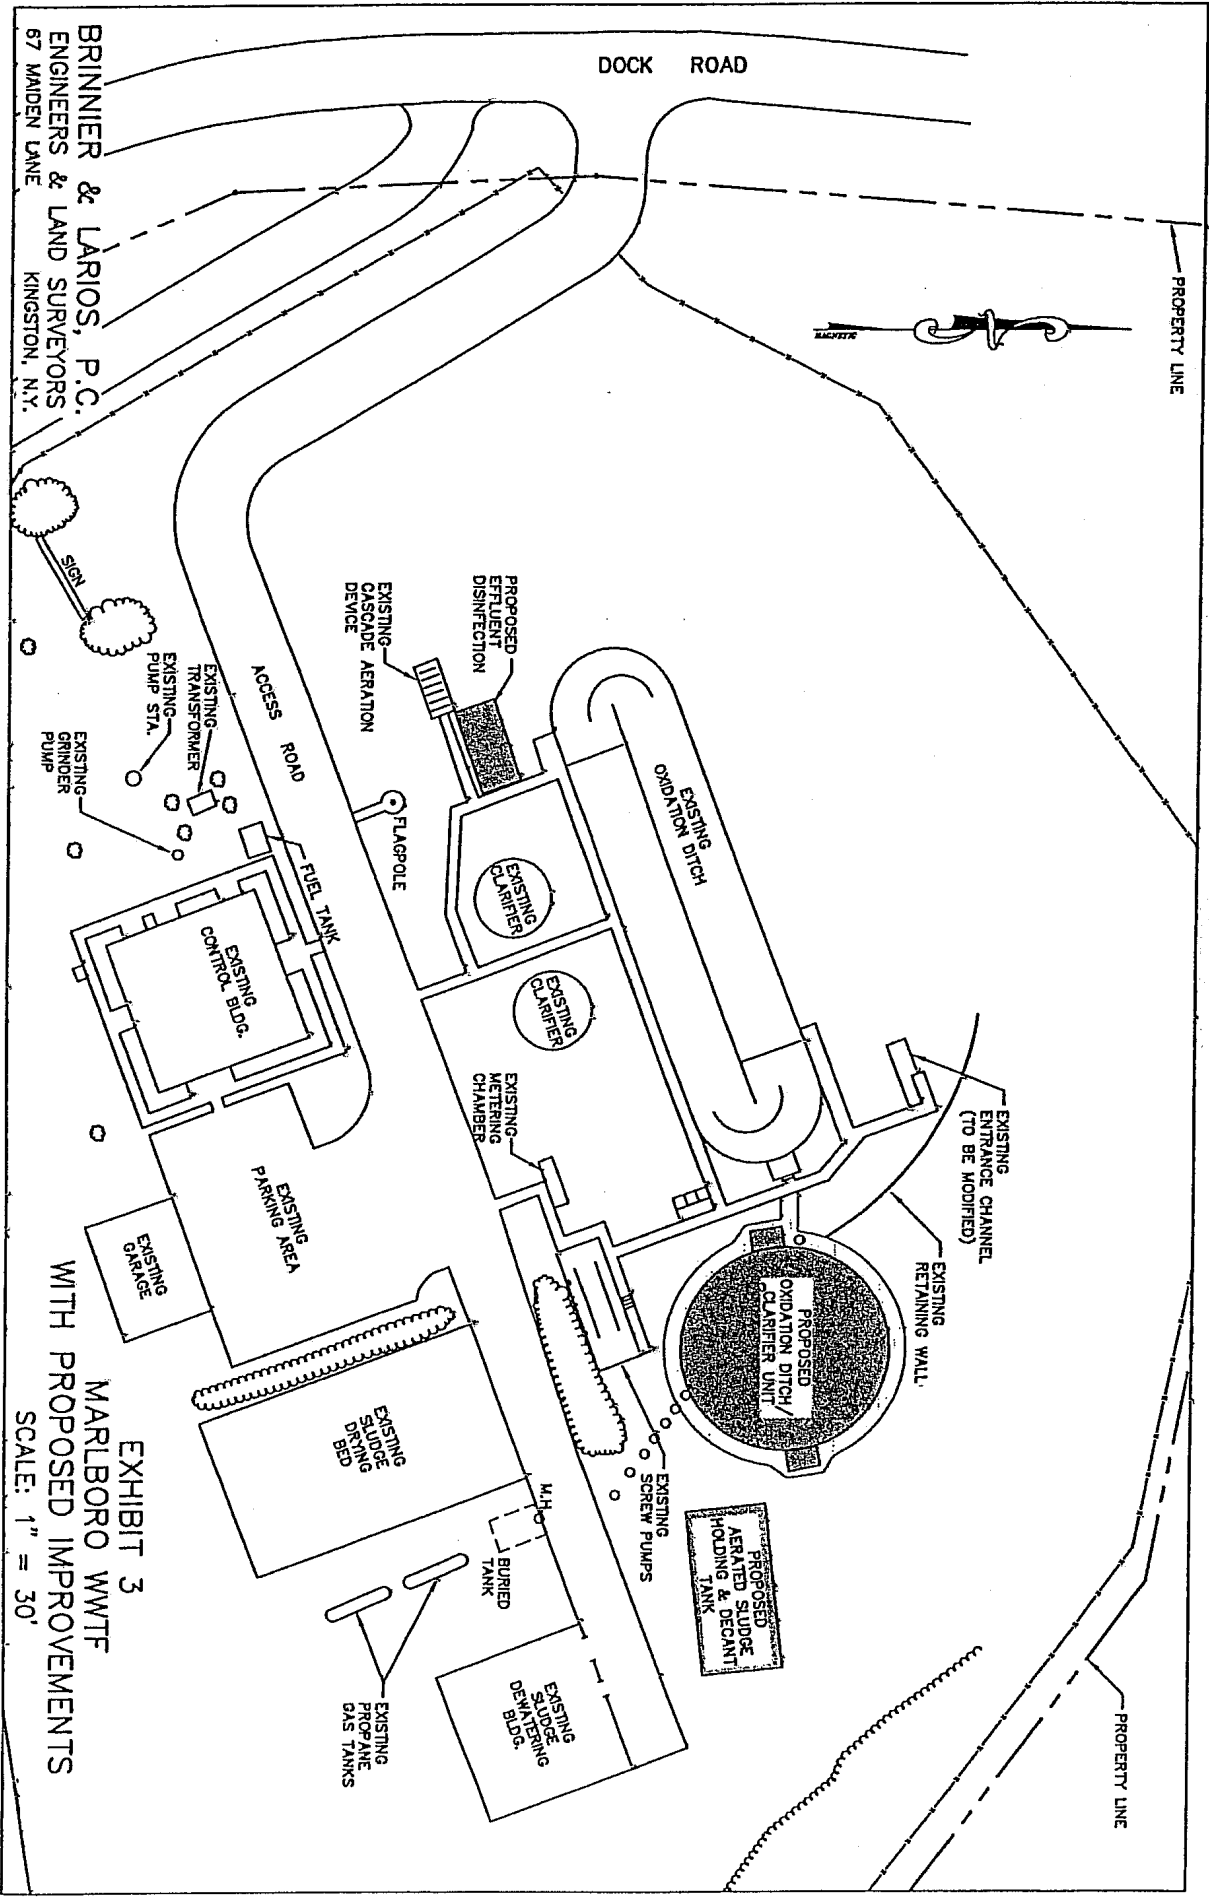 DOCK ROAD
PROPERTY LINE
MAGNETIC
EXISTING
ENTRANCE CHANNEL
(TO BE MODIFIED)
EXISTING
RETAINING WALL
PROPERTY LINE
EXISTING
OXIDATION DITCH
PROPOSED
EFFLUENT
DISINFECTION
EXISTING
CASCADE AERATION
DEVICE
EXISTING
CLARIFIER
EXISTING
CLARIFIER
EXISTING
METERING
CHAMBER
PROPOSED
OXIDATION DITCH/
CLARIFIER UNIT
PROPOSED
AERATED SLUDGE
HOLDING & DECANT
TANK
EXISTING
SCREW PUMPS
FLAGPOLE
ACCESS ROAD
SIGN
EXISTING
TRANSFORMER
EXISTING
PUMP STA.
EXISTING
GRINDER
PUMP
FUEL TANK
EXISTING
CONTROL BLDG.
EXISTING
PARKING AREA
EXISTING
GARAGE
EXISTING
SLUDGE
DRYING
BED
M.H.
BURIED
TANK
EXISTING
PROPANE
GAS TANKS
EXISTING
SLUDGE
DEWATERING
BLDG.
BRINNIER & LARIOS, P.C.
ENGINEERS & LAND SURVEYORS
67 MAIDEN LANE KINGSTON, N.Y.
EXHIBIT 3
MARLBORO WWTF
WITH PROPOSED IMPROVEMENTS
SCALE: 1" = 30'